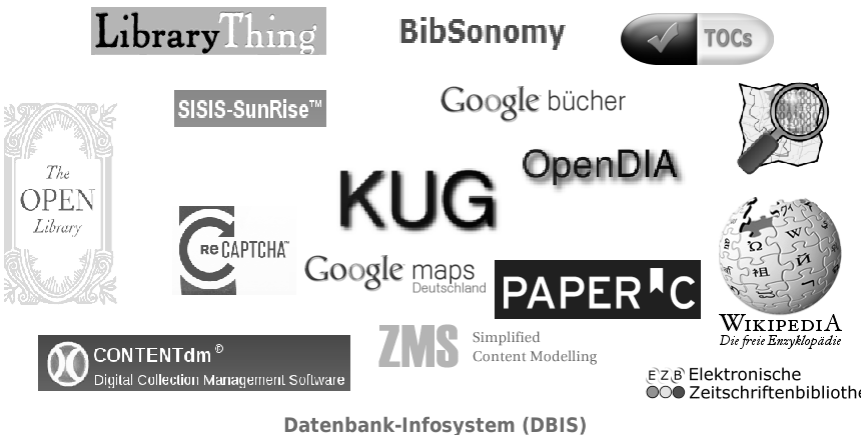 LibraryThing
BibSonomy
TOCs
SISIS-SunRise™
Google bücher
The
OPEN
Library
KUG
OpenDIA
reCAPTCHA™
Google maps
Deutschland
PAPER C
WIKIPEDIA
Die freie Enzyklopädie
CONTENTdm©
Digital Collection Management Software
ZMS Simplified
Content Modelling
EZB Elektronische
Zeitschriftenbibliothe
Datenbank-Infosystem (DBIS)